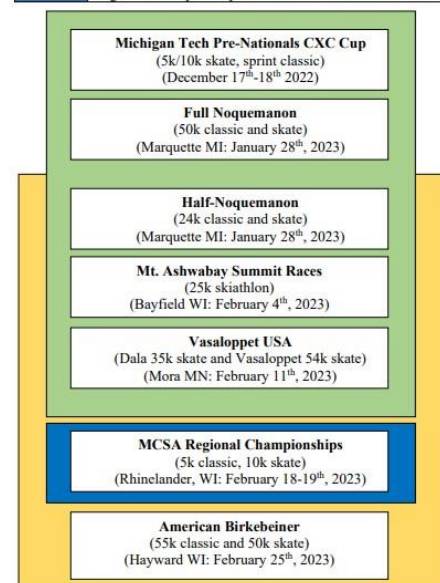 Michigan Tech Pre-Nationals CXC Cup
(5k/10k skate, sprint classic)
(December 17th-18th 2022)
Full Noquemanon
(50k classic and skate)
(Marquette MI: January 28th, 2023)
Half-Noquemanon
(24k classic and skate)
(Marquette MI: January 28th, 2023)
Mt. Ashwabay Summit Races
(25k skiathlon)
(Bayfield WI: February 4th, 2023)
Vasaloppet USA
(Dala 35k skate and Vasaloppet 54k skate)
(Mora MN: February 11th, 2023)
MCSA Regional Championships
(5k classic, 10k skate)
(Rhinelander, WI: February 18-19th, 2023)
American Birkebeiner
(55k classic and 50k skate)
(Hayward WI: February 25th, 2023)